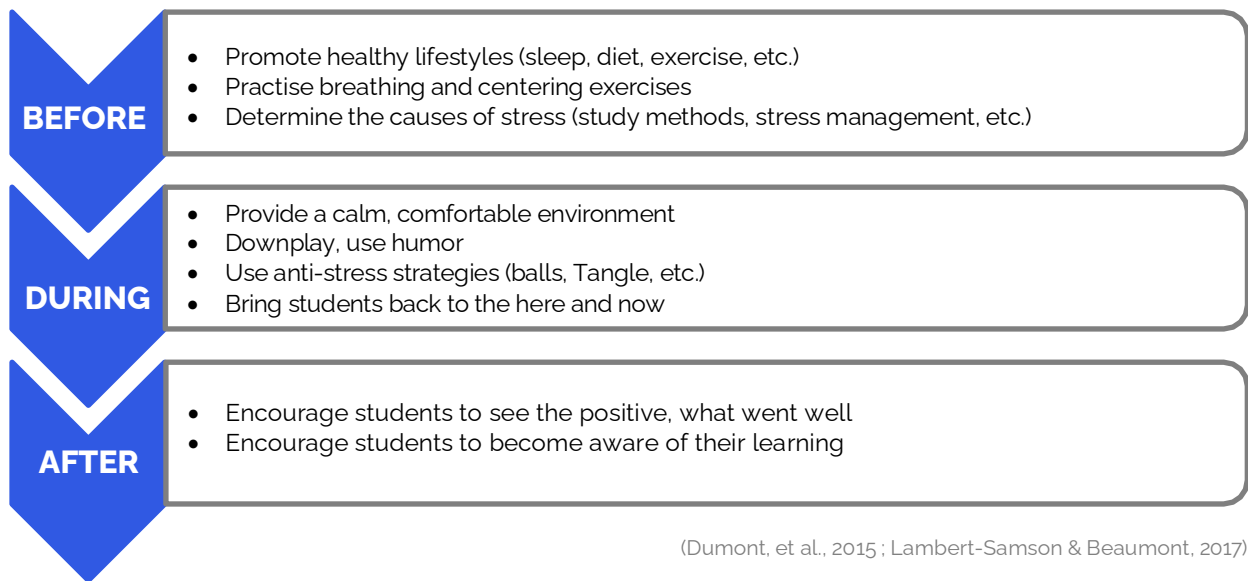 BEFORE
• Promote healthy lifestyles (sleep, diet, exercise, etc.)
• Practise breathing and centering exercises
• Determine the causes of stress (study methods, stress management, etc.)
DURING
• Provide a calm, comfortable environment
• Downplay, use humor
• Use anti-stress strategies (balls, Tangle, etc.)
• Bring students back to the here and now
AFTER
• Encourage students to see the positive, what went well
• Encourage students to become aware of their learning
(Dumont, et al., 2015 ; Lambert-Samson & Beaumont, 2017)